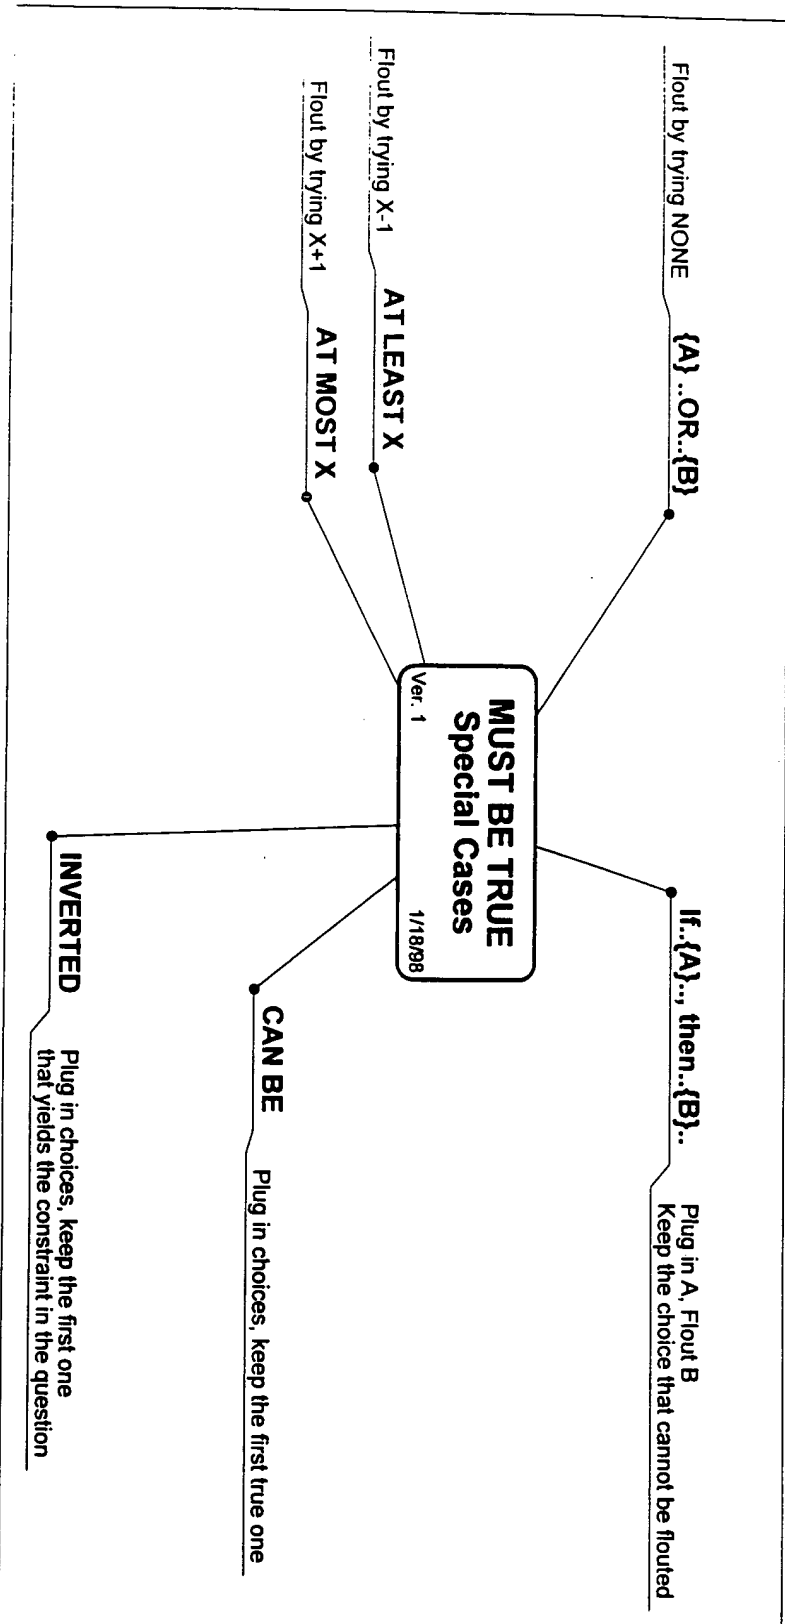 {A} ..OR..{B}
Flout by trying NONE
AT LEAST X
Flout by trying X-1
AT MOST X
Flout by trying X+1
MUST BE TRUE
Special Cases
Ver. 1
1/18/98
If..{A}.., then..{B}..
Plug in A, Flout B
Keep the choice that cannot be flouted
CAN BE
Plug in choices, keep the first true one
INVERTED
Plug in choices, keep the first one
that yields the constraint in the question